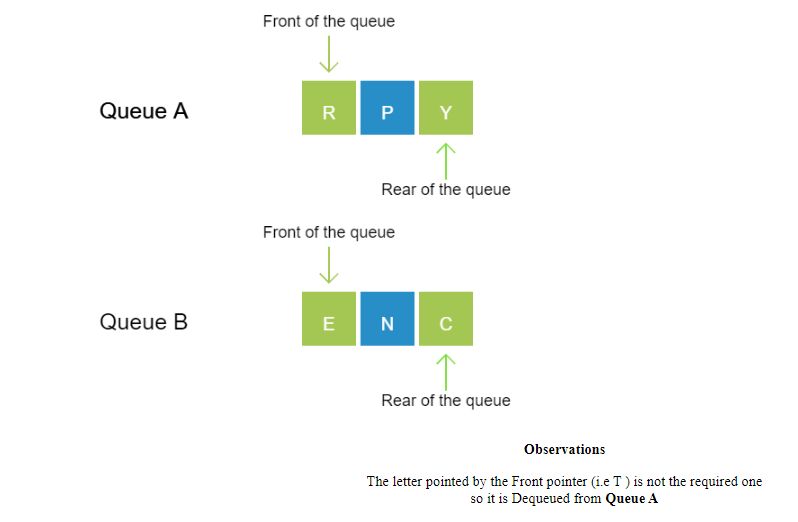 Front of the queue
Queue A
R P Y
Rear of the queue
Front of the queue
Queue B
E N C
Rear of the queue
Observations
The letter pointed by the Front pointer (i.e T ) is not the required one
so it is Dequeued from Queue A